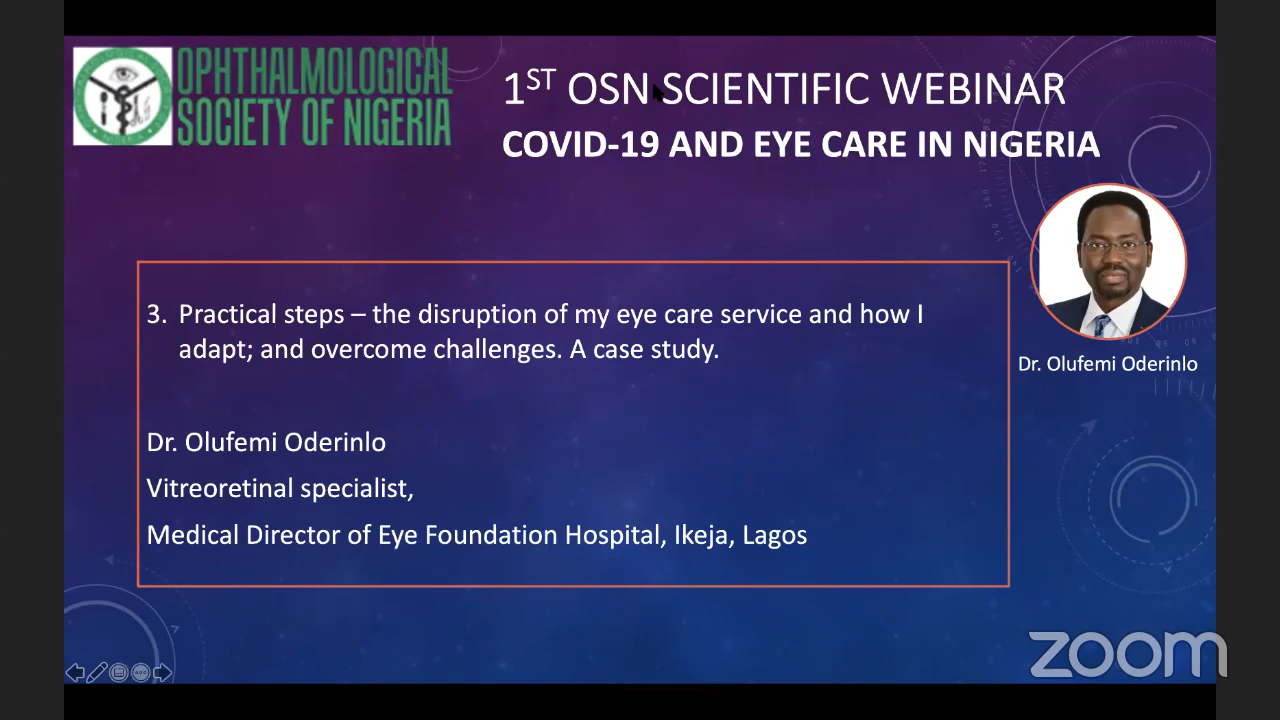 OPHTHALMOLOGICAL
SOCIETY OF NIGERIA
1ST OSN SCIENTIFIC WEBINAR
COVID-19 AND EYE CARE IN NIGERIA
3. Practical steps – the disruption of my eye care service and how I
adapt; and overcome challenges. A case study.
Dr. Olufemi Oderinlo
Vitreoretinal specialist,
Medical Director of Eye Foundation Hospital, Ikeja, Lagos
Dr. Olufemi Oderinlo
zoom